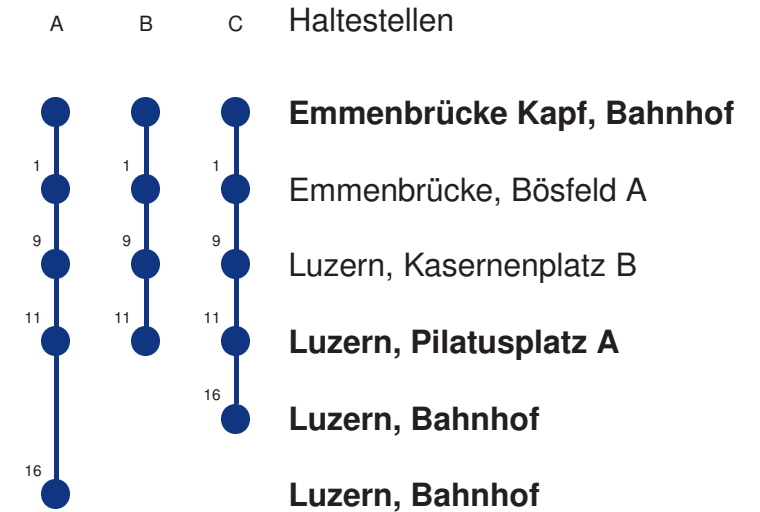 A B C Haltestellen
Emmenbrücke Kapf, Bahnhof
1 1 1 Emmenbrücke, Bösfeld A
9 9 9 Luzern, Kasernenplatz B
11 11 11 Luzern, Pilatusplatz A
16 Luzern, Bahnhof
16 Luzern, Bahnhof